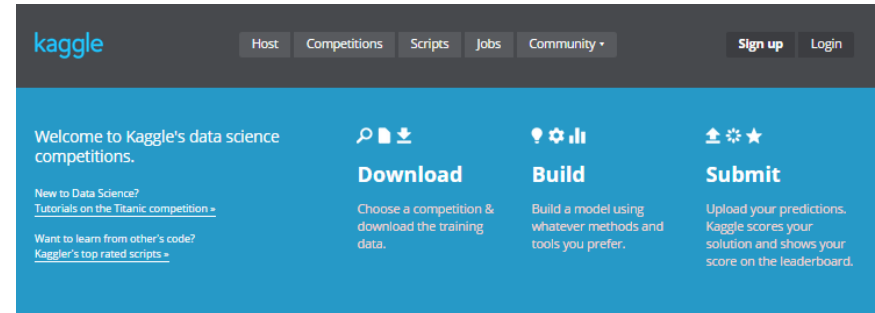 kaggle
Host Competitions Scripts Jobs Community
Sign up Login
Welcome to Kaggle's data science
competitions.
New to Data Science?
Tutorials on the Titanic competition »
Want to learn from other's code?
Kaggler's top rated scripts »
Download
Choose a competition &
download the training
data.
Build
Build a model using
whatever methods and
tools you prefer.
Submit
Upload your predictions.
Kaggle scores your
solution and shows your
score on the leaderboard.